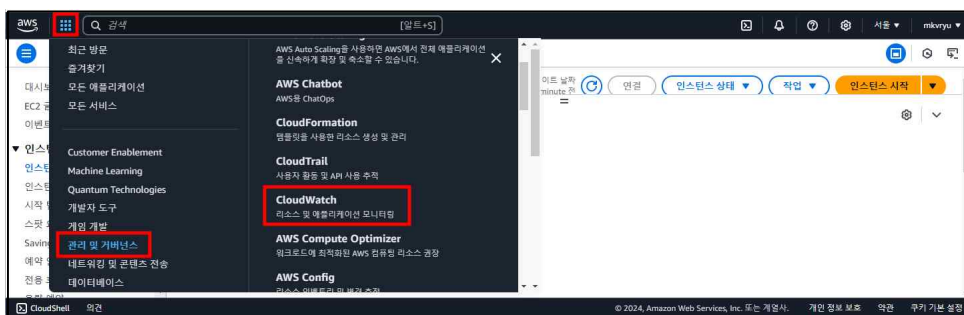 aws
검색
[알트+S]
서울 ▼
mkvryu ▼
최근 방문
즐겨찾기
모든 애플리케이션
모든 서비스
Customer Enablement
Machine Learning
Quantum Technologies
개발자 도구
게임 개발
관리 및 거버넌스
네트워킹 및 콘텐츠 전송
데이터베이스
AWS Auto Scaling을 사용하면 AWS에서 전체 애플리케이션
을 신속하게 확장 및 축소할 수 있습니다.
AWS Chatbot
AWS용 ChatOps
CloudFormation
템플릿을 사용한 리소스 생성 및 관리
CloudTrail
사용자 활동 및 API 사용 추적
CloudWatch
리소스 및 애플리케이션 모니터링
AWS Compute Optimizer
워크로드에 최적화된 AWS 컴퓨팅 리소스 권장
AWS Config
대시보
EC2
이벤트
▼ 인스
인스턴
인스턴
시작
스팟
Saving
예약
전용
연결
인스턴스 상태 ▼
작업 ▼
인스턴스 시작 ▼
CloudShell
의견
© 2024, Amazon Web Services, Inc. 또는 계열사.
개인 정보 보호
약관
쿠키 기본 설정